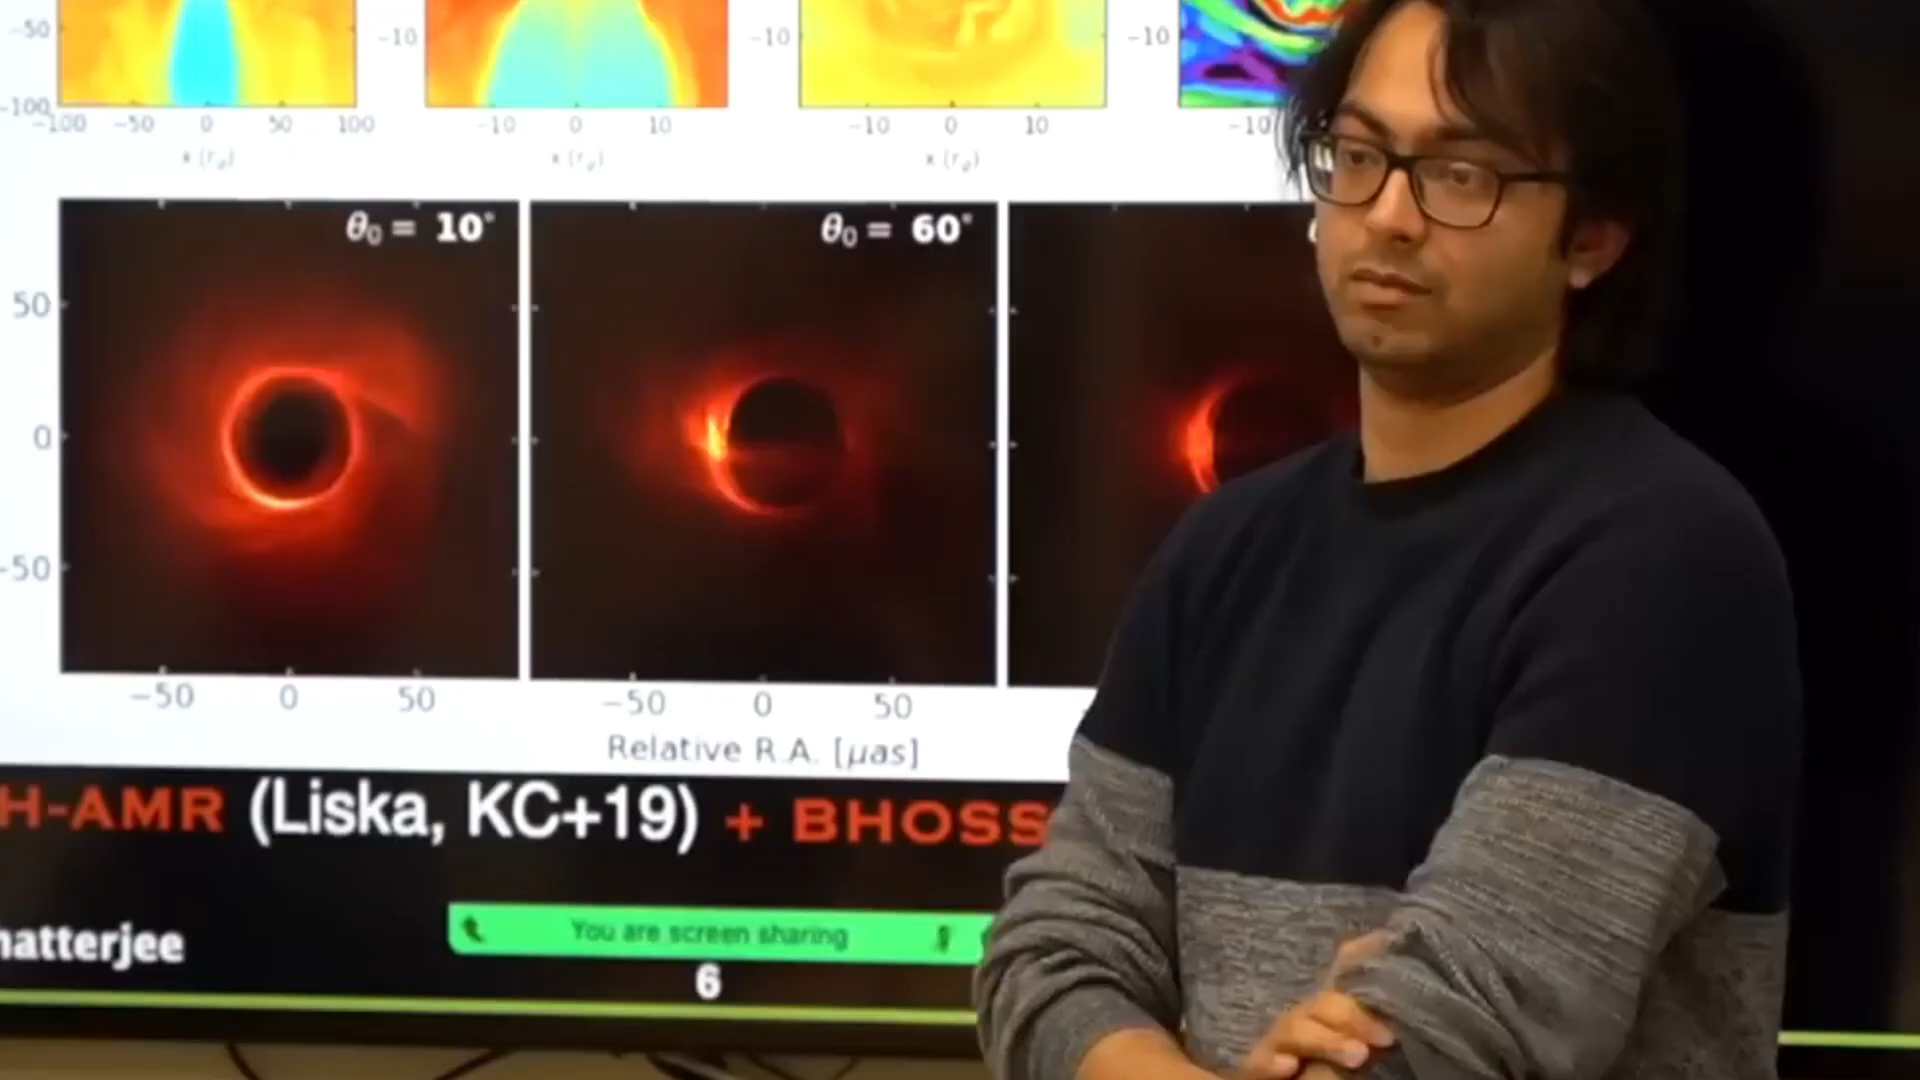 -50 -10 -10 -10
-100
-100 -50 0 50 100 -10 0 10 -10 0 10 -10
θ₀ = 10° θ₀ = 60°
50
0
-50
-50 0 50 -50 0 50
Relative R.A. [μas]
H-AMR (Liska, KC+19) + BHOSS
hatterjee
You are screen sharing
6